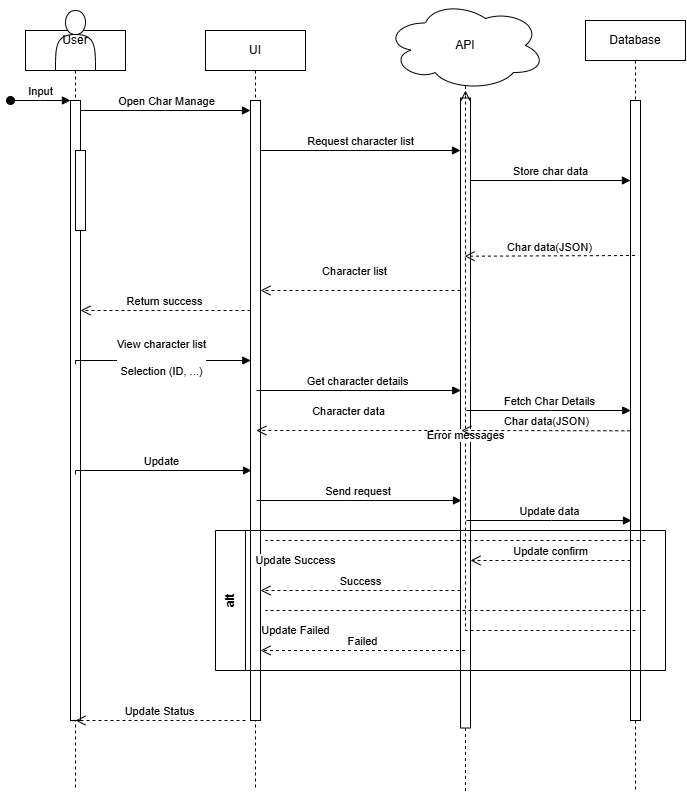 User
UI
API
Database
Input
Open Char Manage
Request character list
Store char data
Char data(JSON)
Character list
Return success
View character list
Selection (ID, ...)
Get character details
Fetch Char Details
Character data
Char data(JSON)
Error messages
Update
Send request
Update data
Update confirm
Update Success
Success
alt
Update Failed
Failed
Update Status